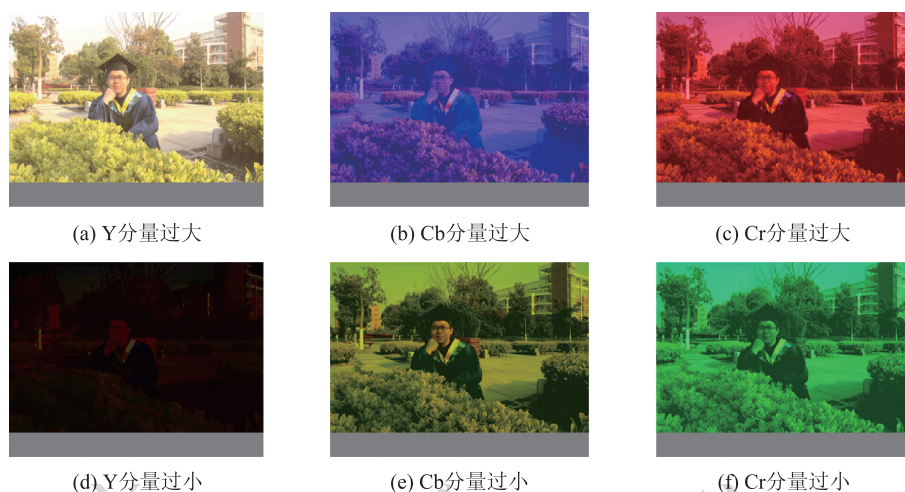 (a) Y分量过大
(b) Cb分量过大
(c) Cr分量过大
(d) Y分量过小
(e) Cb分量过小
(f) Cr分量过小